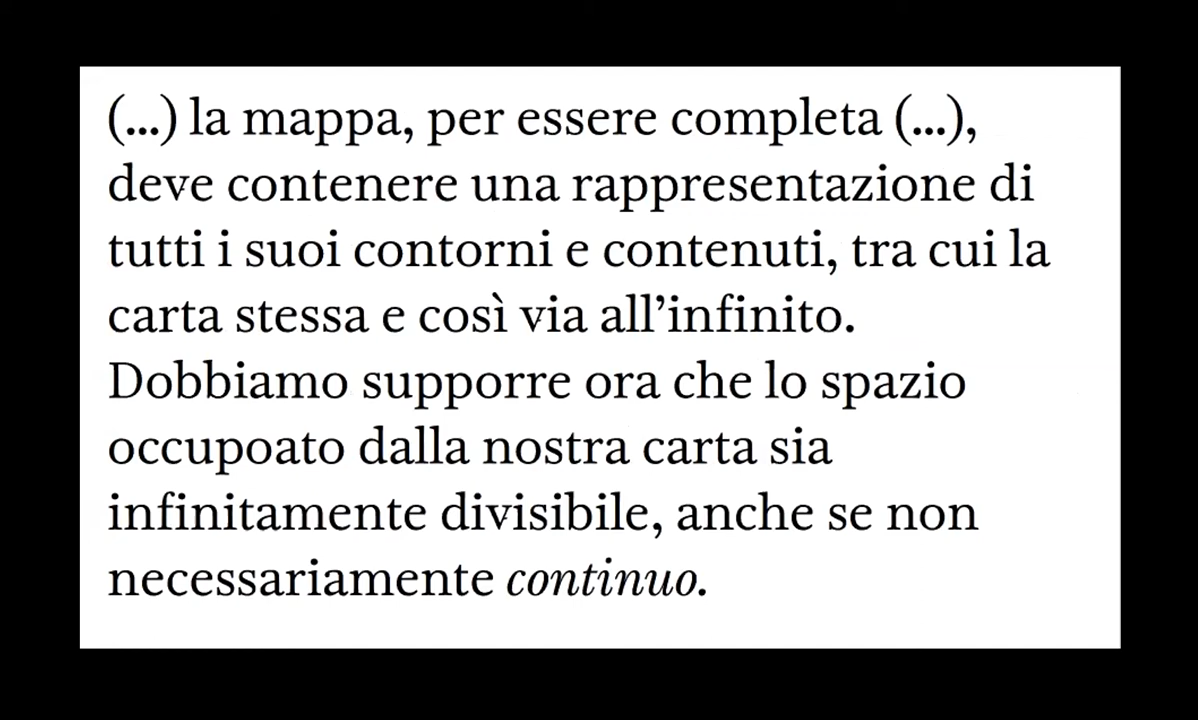 (...) la mappa, per essere completa (...),
deve contenere una rappresentazione di
tutti i suoi contorni e contenuti, tra cui la
carta stessa e così via all’infinito.
Dobbiamo supporre ora che lo spazio
occupoato dalla nostra carta sia
infinitamente divisibile, anche se non
necessariamente continuo.